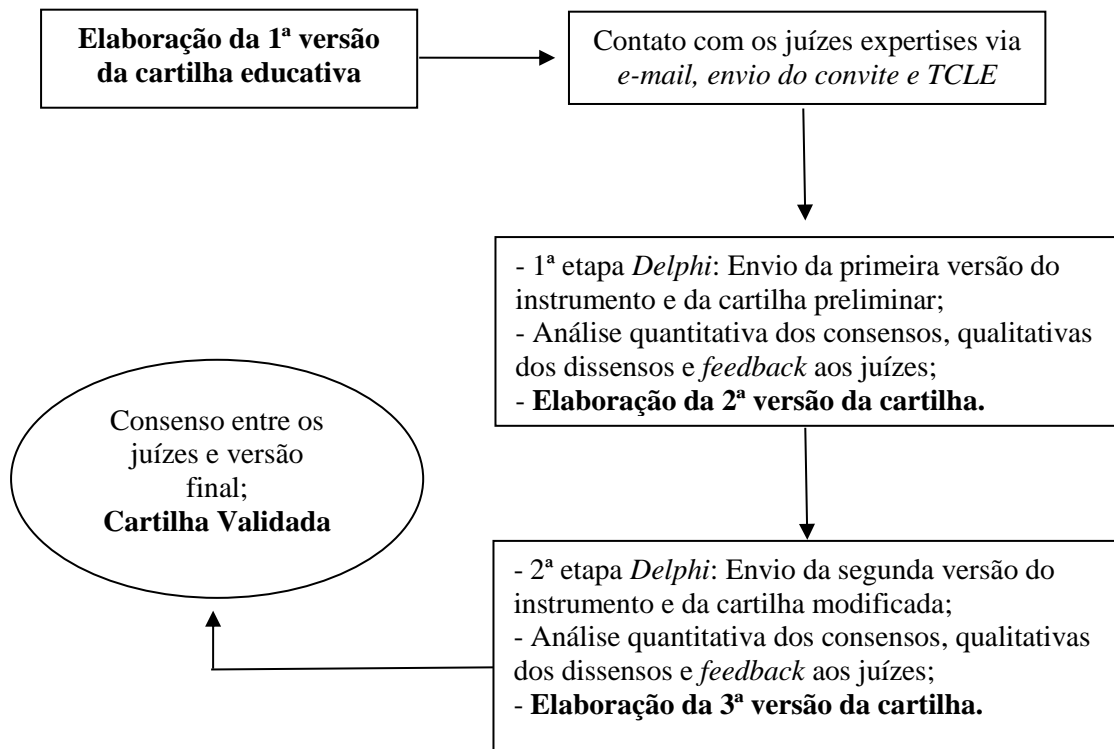 Elaboração da 1ª versão
da cartilha educativa
Contato com os juízes expertises via
e-mail, envio do convite e TCLE
- 1ª etapa Delphi: Envio da primeira versão do
instrumento e da cartilha preliminar;
- Análise quantitativa dos consensos, qualitativas
dos dissensos e feedback aos juízes;
- Elaboração da 2ª versão da cartilha.
- 2ª etapa Delphi: Envio da segunda versão do
instrumento e da cartilha modificada;
- Análise quantitativa dos consensos, qualitativas
dos dissensos e feedback aos juízes;
- Elaboração da 3ª versão da cartilha.
Consenso entre os
juízes e versão
final;
Cartilha Validada